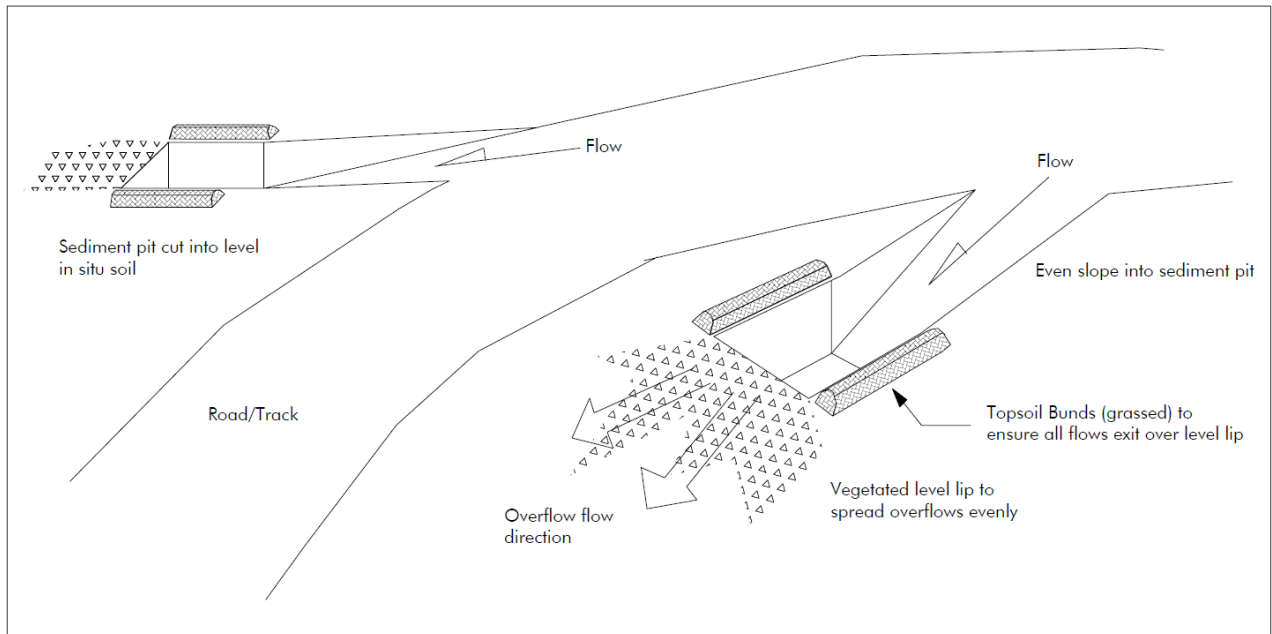 Flow
Flow
Sediment pit cut into level
in situ soil
Even slope into sediment pit
Road/Track
Topsoil Bunds (grassed) to
ensure all flows exit over level lip
Vegetated level lip to
spread overflows evenly
Overflow flow
direction